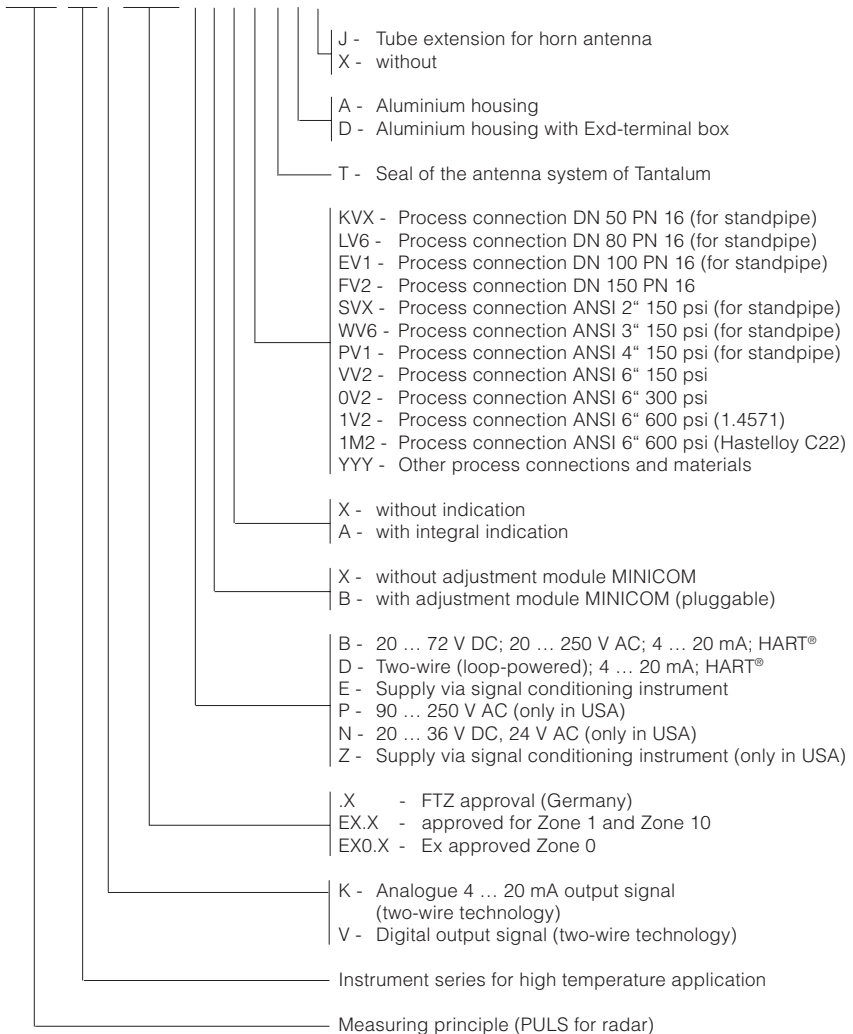 J - Tube extension for horn antenna
X - without
A - Aluminium housing
D - Aluminium housing with Exd-terminal box
T - Seal of the antenna system of Tantalum
KVX - Process connection DN 50 PN 16 (for standpipe)
LV6 - Process connection DN 80 PN 16 (for standpipe)
EV1 - Process connection DN 100 PN 16 (for standpipe)
FV2 - Process connection DN 150 PN 16
SVX - Process connection ANSI 2“ 150 psi (for standpipe)
WV6 - Process connection ANSI 3“ 150 psi (for standpipe)
PV1 - Process connection ANSI 4“ 150 psi (for standpipe)
VV2 - Process connection ANSI 6“ 150 psi
0V2 - Process connection ANSI 6“ 300 psi
1V2 - Process connection ANSI 6“ 600 psi (1.4571)
1M2 - Process connection ANSI 6“ 600 psi (Hastelloy C22)
YYY - Other process connections and materials
X - without indication
A - with integral indication
X - without adjustment module MINICOM
B - with adjustment module MINICOM (pluggable)
B - 20 … 72 V DC; 20 … 250 V AC; 4 … 20 mA; HART®
D - Two-wire (loop-powered); 4 … 20 mA; HART®
E - Supply via signal conditioning instrument
P - 90 … 250 V AC (only in USA)
N - 20 … 36 V DC, 24 V AC (only in USA)
Z - Supply via signal conditioning instrument (only in USA)
.X - FTZ approval (Germany)
EX.X - approved for Zone 1 and Zone 10
EX0.X - Ex approved Zone 0
K - Analogue 4 … 20 mA output signal
(two-wire technology)
V - Digital output signal (two-wire technology)
Instrument series for high temperature application
Measuring principle (PULS for radar)